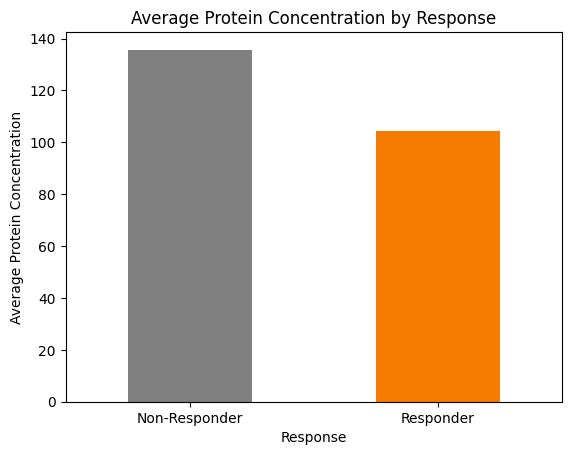 Average Protein Concentration by Response
Average Protein Concentration
140
120
100
80
60
40
20
0
Non-Responder
Responder
Response